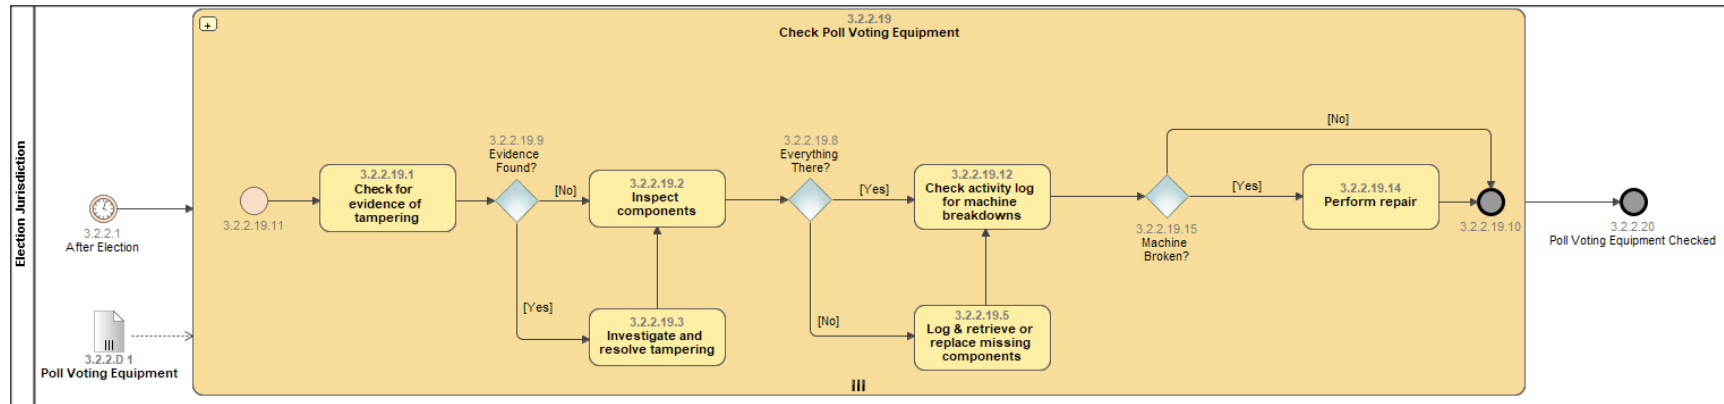 Election Jurisdiction
3.2.2.19
Check Poll Voting Equipment
3.2.2.1
After Election
3.2.2.D 1
Poll Voting Equipment
3.2.2.19.11
3.2.2.19.1
Check for
evidence of
tampering
3.2.2.19.9
Evidence
Found?
[No]
[Yes]
3.2.2.19.2
Inspect
components
3.2.2.19.3
Investigate and
resolve tampering
3.2.2.19.8
Everything
There?
[Yes]
[No]
3.2.2.19.12
Check activity log
for machine
breakdowns
3.2.2.19.5
Log & retrieve or
replace missing
components
3.2.2.19.15
Machine
Broken?
[No]
[Yes]
3.2.2.19.14
Perform repair
3.2.2.19.10
3.2.2.20
Poll Voting Equipment Checked